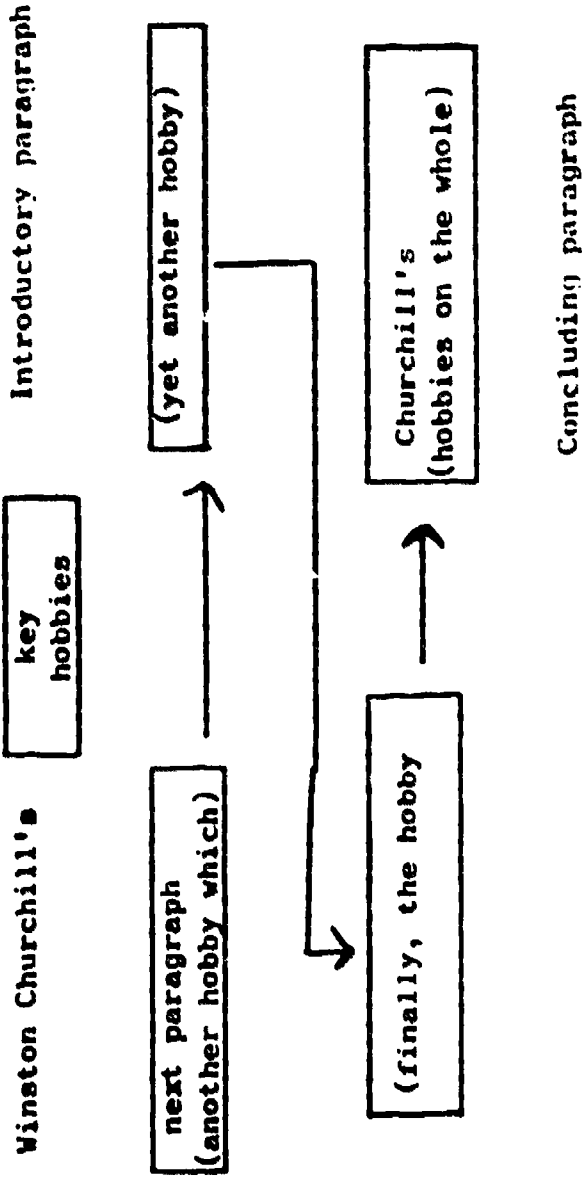 Winston Churchill's
key
hobbies
Introductory paragraph
next paragraph
(another hobby which)
(yet another hobby)
(finally, the hobby
Churchill's
(hobbies on the whole)
Concluding paragraph